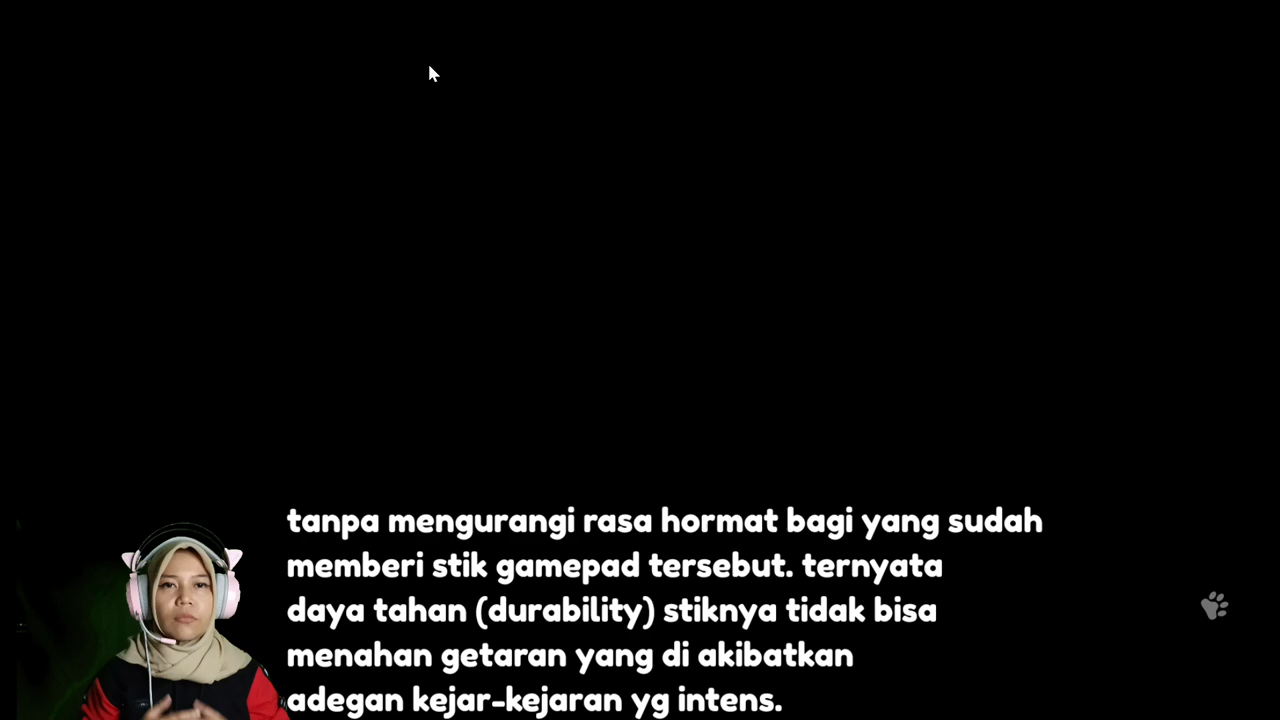 tanpa mengurangi rasa hormat bagi yang sudah
memberi stik gamepad tersebut. ternyata
daya tahan (durability) stiknya tidak bisa
menahan getaran yang di akibatkan
adegan kejar-kejaran yg intens.